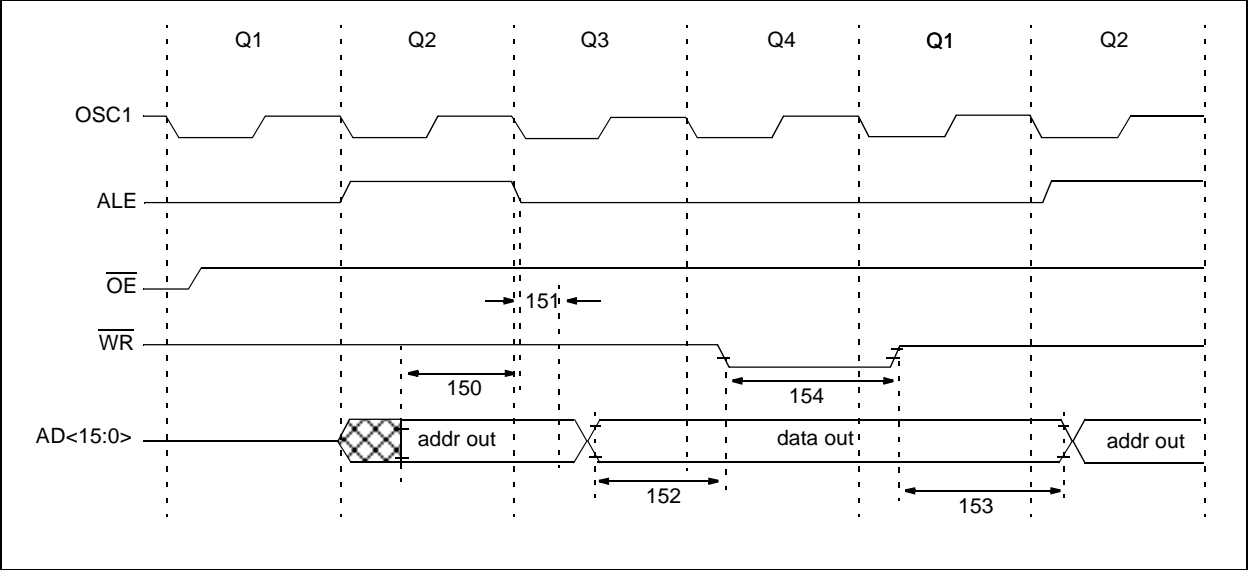 Q1 Q2 Q3 Q4 Q1 Q2
OSC1
ALE
OE
151
WR
150
154
AD<15:0>
addr out data out addr out
152
153